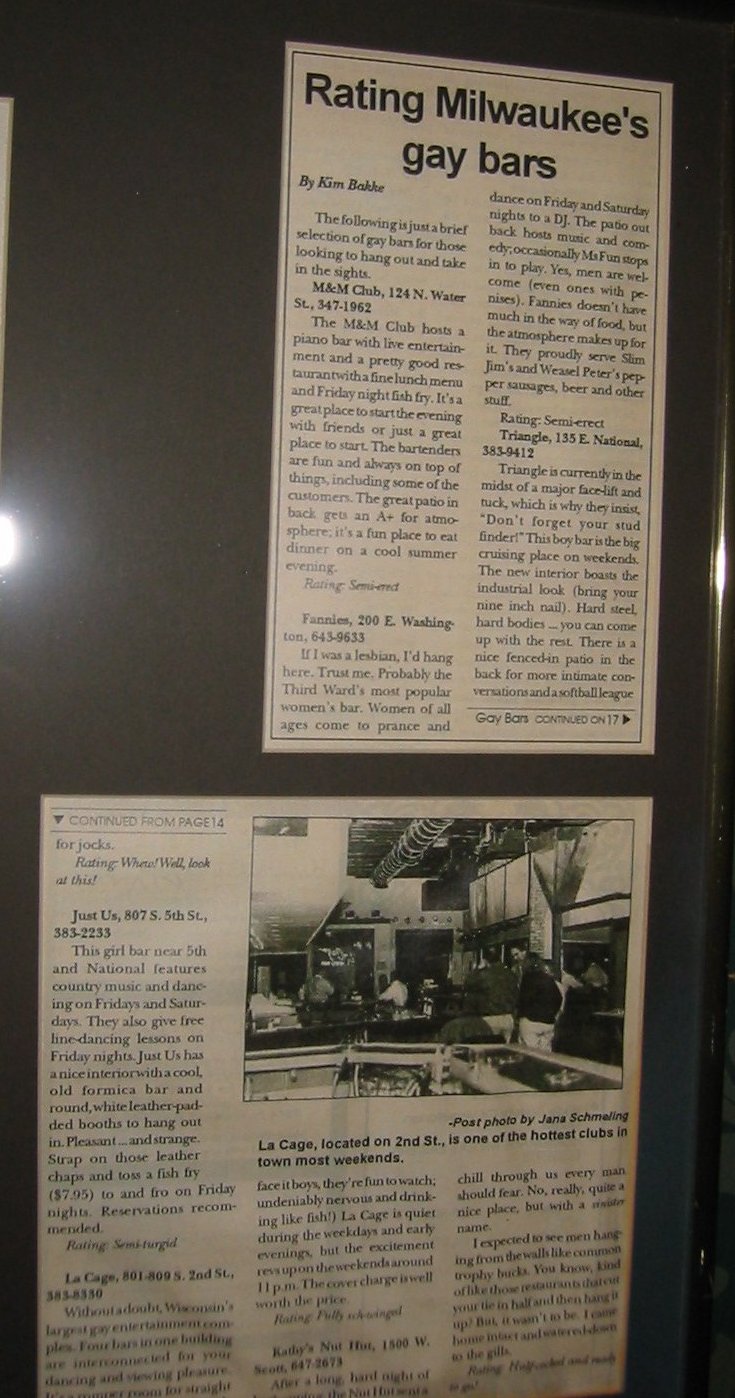 Rating Milwaukee's
gay bars
By Kim Bakke
The following is just a brief
selection of gay bars for those
looking to hang out and take
in the sights.
M&M Club, 124 N. Water
St., 347-1962
The M&M Club hosts a
piano bar with live entertain-
ment and a pretty good res-
taurant with a fine lunch menu
and Friday night fish fry. It's a
great place to start the evening
with friends or just a great
place to start. The bartenders
are fun and always on top of
things, including some of the
customers. The great patio in
back gets an A+ for atmo-
sphere; it's a fun place to eat
dinner on a cool summer
evening.
Rating: Semi-erect
Fannies, 200 E. Washing-
ton, 643-9633
If I was a lesbian, I'd hang
here. Trust me. Probably the
Third Ward's most popular
women's bar. Women of all
ages come to prance and
dance on Friday and Saturday
nights to a DJ. The patio out
back hosts music and com-
edy; occasionally Ms Fun stops
in to play. Yes, men are wel-
come (even ones with pe-
nises). Fannies doesn't have
much in the way of food, but
the atmosphere makes up for
it. They proudly serve Slim
Jim's and Weasel Peter's pep-
per sausages, beer and other
stuff.
Rating: Semi-erect
Triangle, 135 E. National,
383-9412
Triangle is currently in the
midst of a major face-lift and
tuck, which is why they insist,
"Don't forget your stud
finder!" This boy bar is the big
cruising place on weekends.
The new interior boasts the
industrial look (bring your
nine inch nail). Hard steel,
hard bodies ... you can come
up with the rest. There is a
nice fenced-in patio in the
back for more intimate con-
versations and a softball league
Gay Bars CONTINUED ON 17 ▶
▼ CONTINUED FROM PAGE 14
for jocks.
Rating: Whew! Well, look
at this!
Just Us, 807 S. 5th St.,
383-2233
This girl bar near 5th
and National features
country music and danc-
ing on Fridays and Satur-
days. They also give free
line-dancing lessons on
Friday nights. Just Us has
a nice interior with a cool,
old formica bar and
round, white leather-pad-
ded booths to hang out
in. Pleasant ... and strange.
Strap on those leather
chaps and toss a fish fry
($7.95) to and fro on Friday
nights. Reservations recom-
mended.
Rating: Semi-turgid
La Cage, 801-809 S. 2nd St.,
383-8330
Without a doubt, Wisconsin's
largest gay entertainment com-
plex. Four bars in one building
are interconnected for your
dancing and viewing pleasure.
It's a romper room for straight
-Post photo by Jana Schmeling
La Cage, located on 2nd St., is one of the hottest clubs in
town most weekends.
face it boys, they're fun to watch;
undeniably nervous and drink-
ing like fish!) La Cage is quiet
during the weekdays and early
evenings, but the excitement
revs up on the weekends around
11 p.m. The cover charge is well
worth the price.
Rating: Fully
Kathy's Nut Hut, 1500 W.
Scott, 647-2673
After a long, hard night of
the Nut Hut sent a
chill through us every man
should fear. No, really, quite a
nice place, but with a sinister
name.
I expected to see men hang-
ing from the walls like common
trophy bucks. You know, kind
of like those restaurants that cut
your tie in half and then hang it
up? But, it wasn't to be. I came
home intact and watered-down
to the gills.
Rating: Half-cocked and ready
to go!